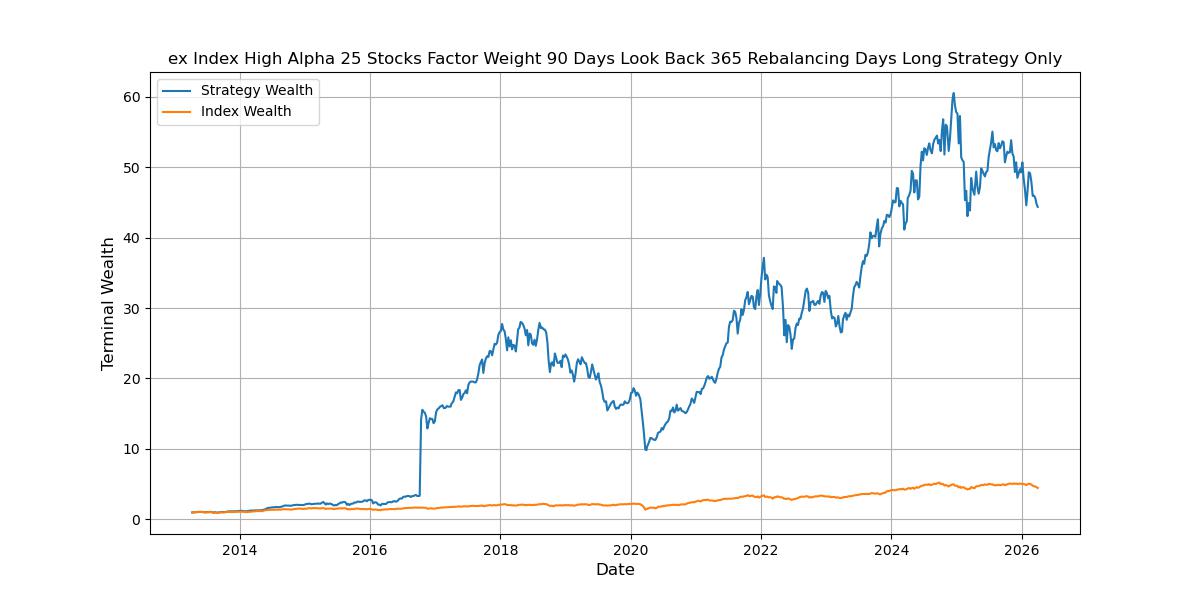 ex Index High Alpha 25 Stocks Factor Weight 90 Days Look Back 365 Rebalancing Days Long Strategy Only
Strategy Wealth
Index Wealth
Terminal Wealth
60
50
40
30
20
10
0
2014 2016 2018 2020 2022 2024 2026
Date